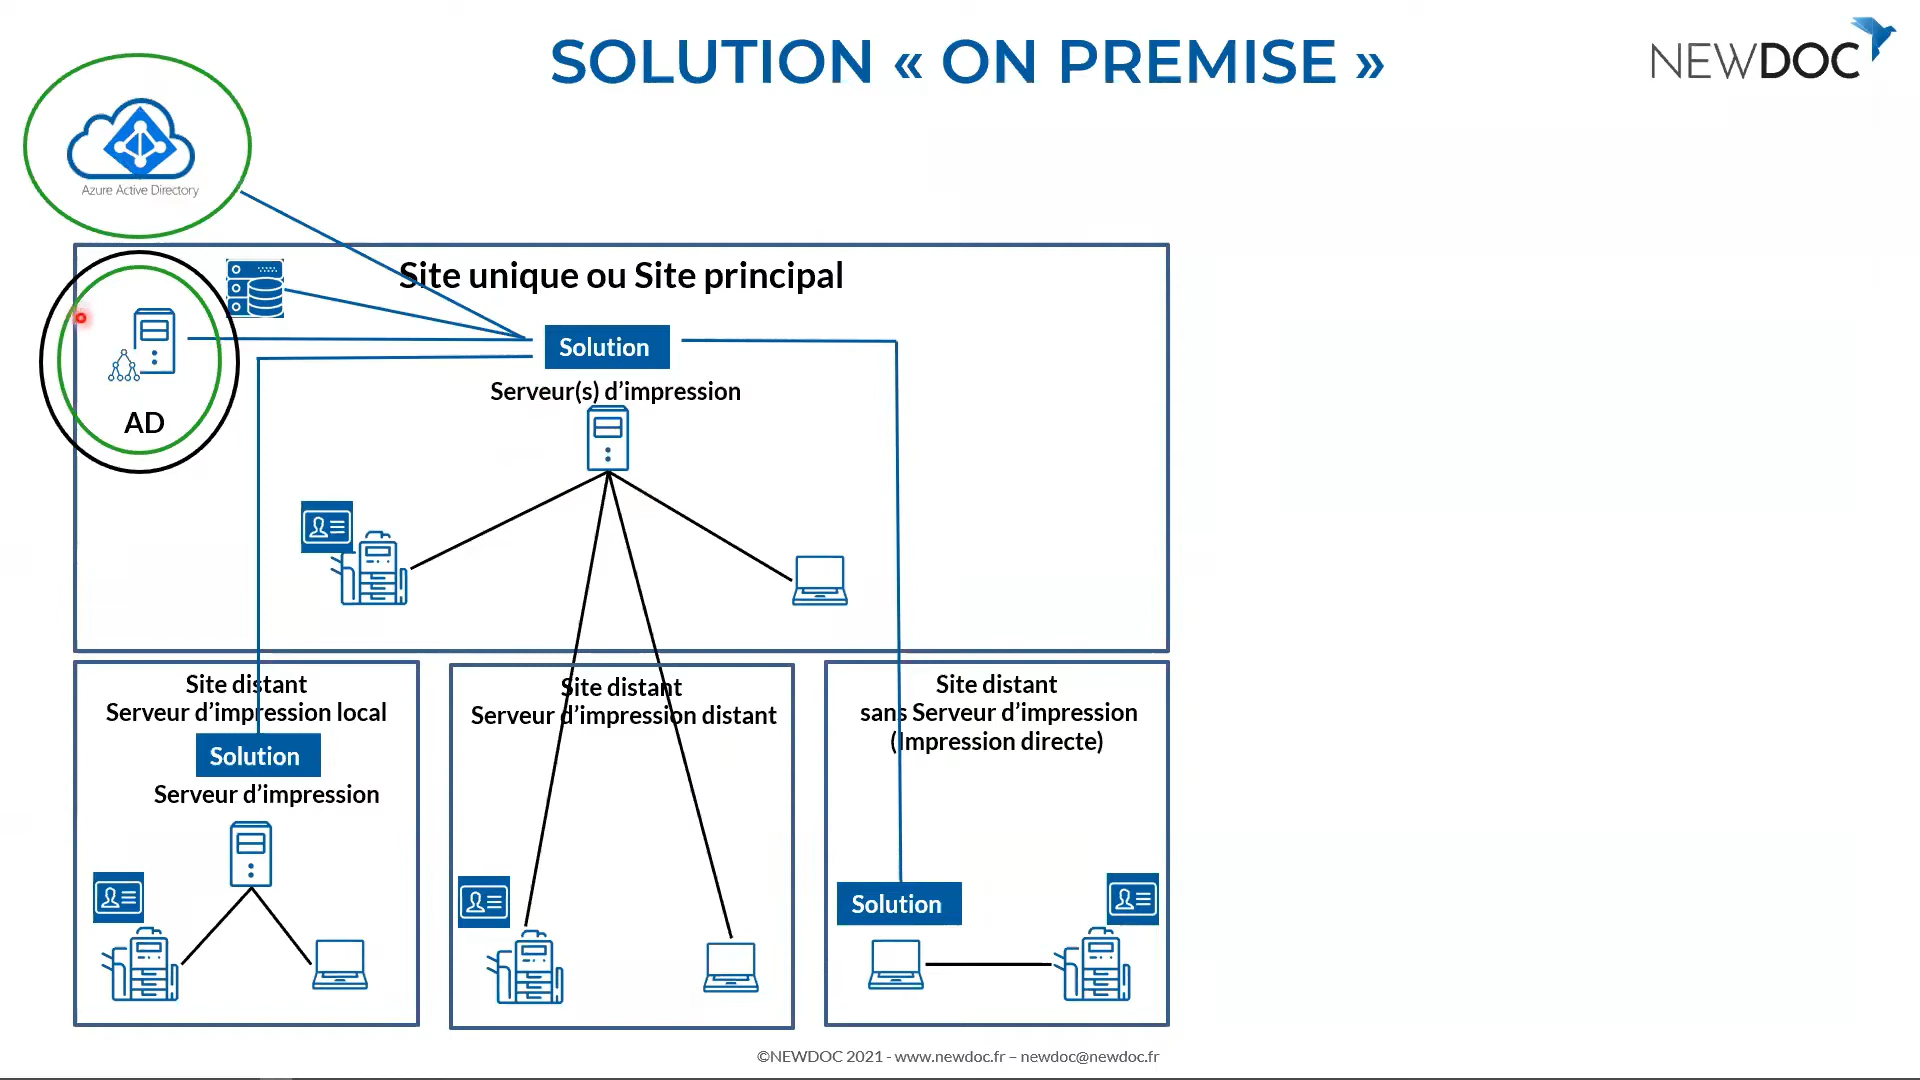 SOLUTION « ON PREMISE »
NEWDOC
Azure Active Directory
Site unique ou Site principal
Solution
Serveur(s) d’impression
AD
Site distant
Serveur d’impression local
Solution
Serveur d’impression
Site distant
Serveur d’impression distant
Site distant
sans Serveur d’impression
(Impression directe)
Solution
©NEWDOC 2021 - www.newdoc.fr – newdoc@newdoc.fr